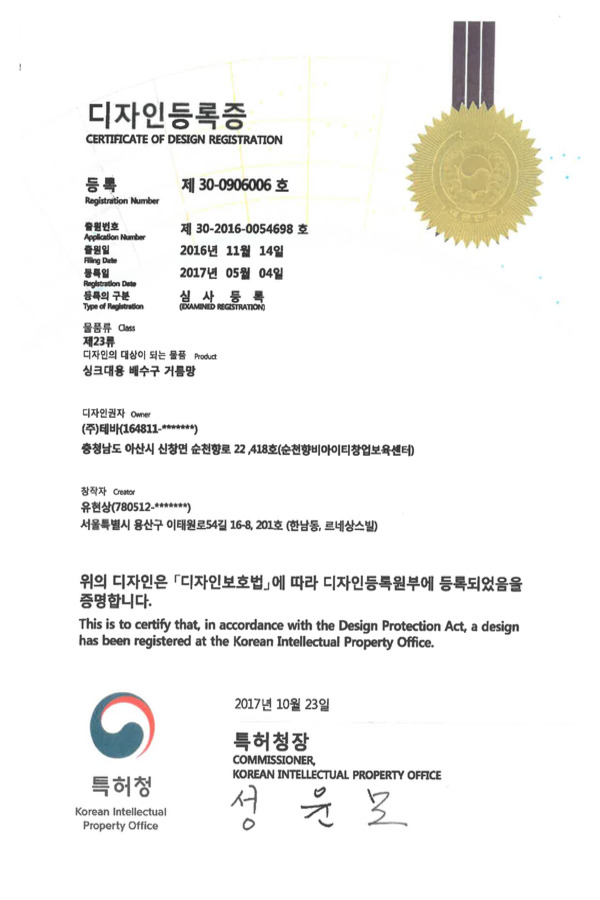 디자인등록증
CERTIFICATE OF DESIGN REGISTRATION
등 록 제 30-0906006 호
Registration Number
출원번호 제 30-2016-0054698 호
Application Number
출원일 2016년 11월 14일
Filing Date
등록일 2017년 05월 04일
Registration Date
등록의 구분 심 사 등 록
Type of Registration (EXAMINED REGISTRATION)
물품류 Class
제23류
디자인의 대상이 되는 물품 Product
싱크대용 배수구 거름망
디자인권자 Owner
(주)테바(164811-*******)
충청남도 아산시 신창면 순천향로 22 ,418호(순천향비아이티창업보육센터)
창작자 Creator
유현상(780512-*******)
서울특별시 용산구 이태원로54길 16-8, 201호 (한남동, 르네상스빌)
위의 디자인은 「디자인보호법」에 따라 디자인등록원부에 등록되었음을
증명합니다.
This is to certify that, in accordance with the Design Protection Act, a design
has been registered at the Korean Intellectual Property Office.
2017년 10월 23일
특허청장
COMMISSIONER,
KOREAN INTELLECTUAL PROPERTY OFFICE
성 윤 모
특허청
Korean Intellectual
Property Office